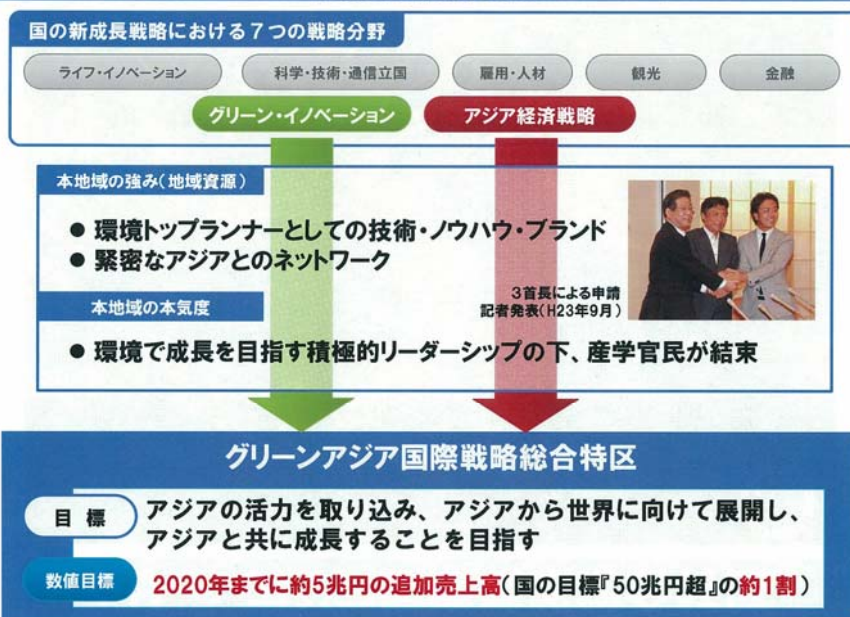 国の新成長戦略における7つの戦略分野
ライフ・イノベーション
科学・技術・通信立国
雇用・人材
観光
金融
グリーン・イノベーション
アジア経済戦略
本地域の強み(地域資源)
● 環境トップランナーとしての技術・ノウハウ・ブランド
● 緊密なアジアとのネットワーク
3首長による申請
記者発表(H23年9月)
本地域の本気度
● 環境で成長を目指す積極的リーダーシップの下、産学官民が結束
グリーンアジア国際戦略総合特区
目標
アジアの活力を取り込み、アジアから世界に向けて展開し、
アジアと共に成長することを目指す
数値目標
2020年までに約5兆円の追加売上高(国の目標『50兆円超』の約1割)